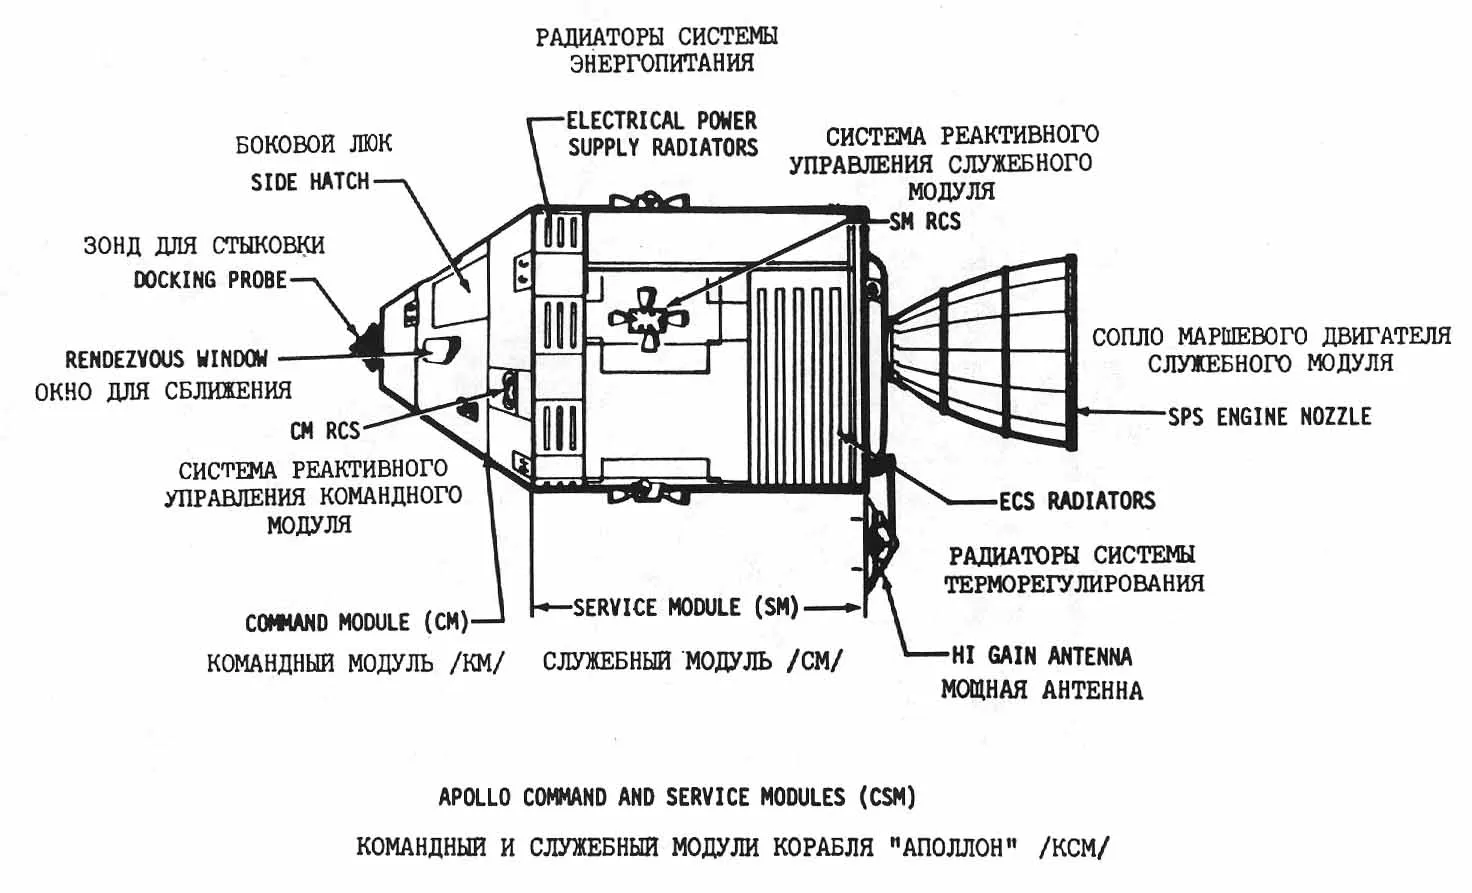 РАДИАТОРЫ СИСТЕМЫ
ЭНЕРГОПИТАНИЯ
ELECTRICAL POWER
SUPPLY RADIATORS
БОКОВОЙ ЛЮК
SIDE HATCH
СИСТЕМА РЕАКТИВНОГО
УПРАВЛЕНИЯ СЛУЖЕБНОГО
МОДУЛЯ
SM RCS
ЗОНД ДЛЯ СТЫКОВКИ
DOCKING PROBE
RENDEZVOUS WINDOW
ОКНО ДЛЯ СБЛИЖЕНИЯ
СОПЛО МАРШЕВОГО ДВИГАТЕЛЯ
СЛУЖЕБНОГО МОДУЛЯ
SPS ENGINE NOZZLE
CM RCS
СИСТЕМА РЕАКТИВНОГО
УПРАВЛЕНИЯ КОМАНДНОГО
МОДУЛЯ
ECS RADIATORS
РАДИАТОРЫ СИСТЕМЫ
ТЕРМОРЕГУЛИРОВАНИЯ
COMMAND MODULE (CM)
КОМАНДНЫЙ МОДУЛЬ /КМ/
SERVICE MODULE (SM)
СЛУЖЕБНЫЙ МОДУЛЬ /СМ/
HI GAIN ANTENNA
МОЩНАЯ АНТЕННА
APOLLO COMMAND AND SERVICE MODULES (CSM)
КОМАНДНЫЙ И СЛУЖЕБНЫЙ МОДУЛИ КОРАБЛЯ "АПОЛЛОН" /КСМ/